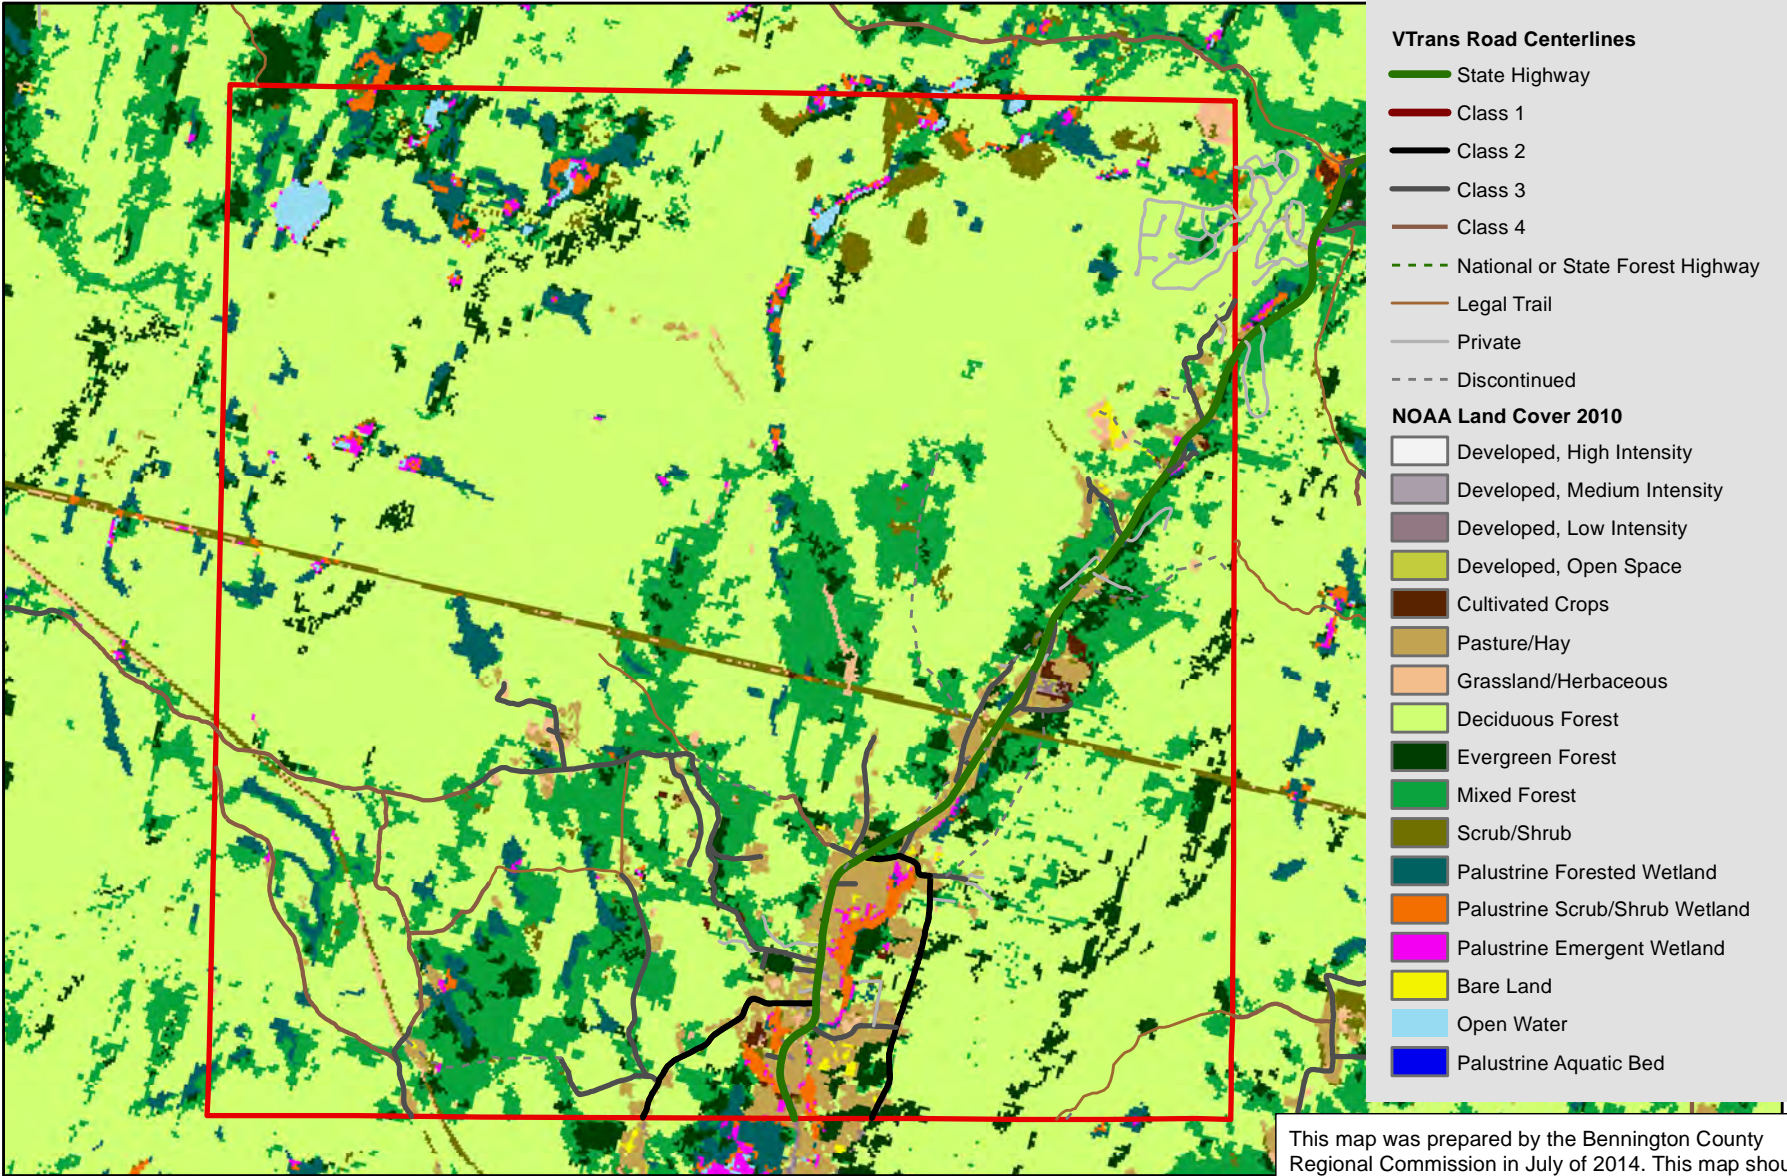 VTrans Road Centerlines
State Highway
Class 1
Class 2
Class 3
Class 4
National or State Forest Highway
Legal Trail
Private
Discontinued
NOAA Land Cover 2010
Developed, High Intensity
Developed, Medium Intensity
Developed, Low Intensity
Developed, Open Space
Cultivated Crops
Pasture/Hay
Grassland/Herbaceous
Deciduous Forest
Evergreen Forest
Mixed Forest
Scrub/Shrub
Palustrine Forested Wetland
Palustrine Scrub/Shrub Wetland
Palustrine Emergent Wetland
Bare Land
Open Water
Palustrine Aquatic Bed
This map was prepared by the Bennington County
Regional Commission in July of 2014. This map shou